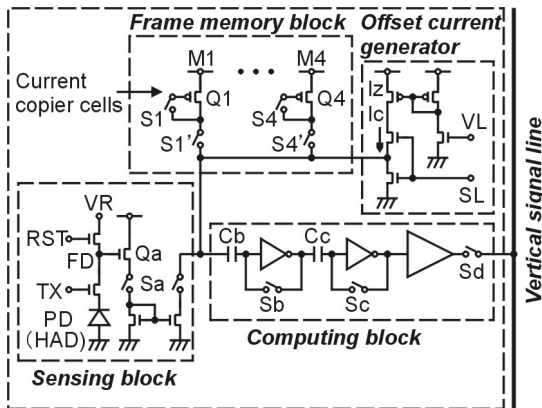 Frame memory block
Offset current
generator
M1
M4
Current
copier cells
Q1
Q4
S1
S4
S1'
S4'
Iz
Ic
VL
SL
VR
RST
FD
Qa
Sa
TX
PD
(HAD)
Sensing block
Cb
Cc
Sb
Sc
Sd
Computing block
Vertical signal line